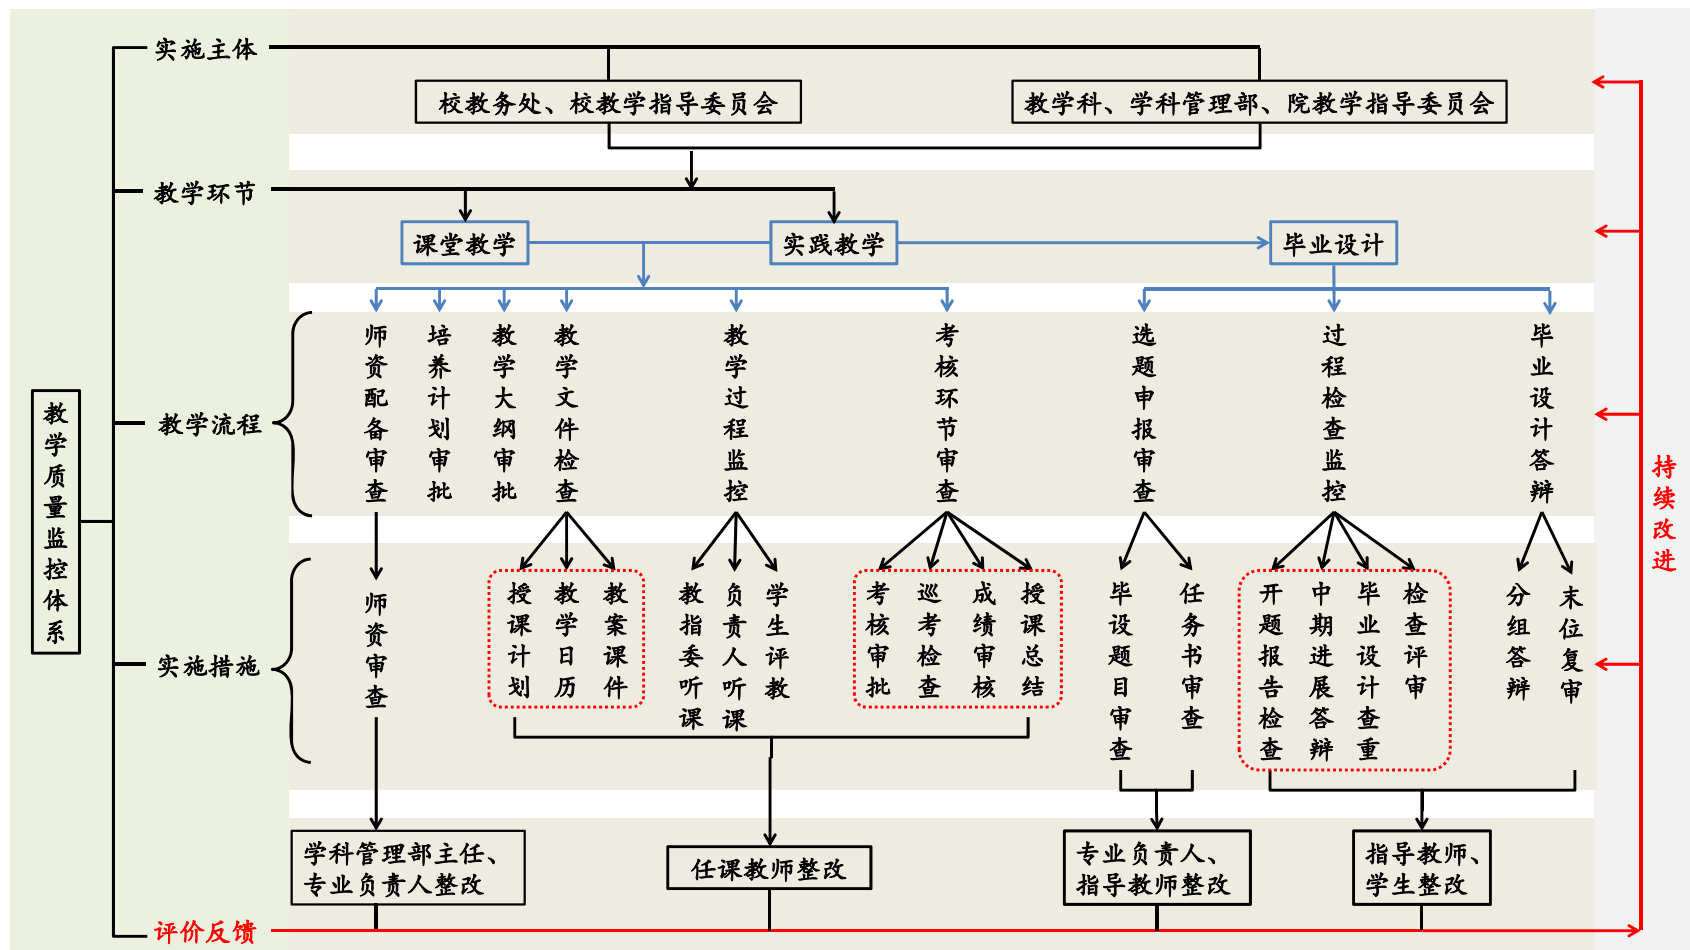 实施主体
校教务处、校教学指导委员会
教学科、学科管理部、院教学指导委员会
教学环节
课堂教学
实践教学
毕业设计
教学质量监控体系
教学流程
师资配备审查
培养计划审批
教学大纲审批
教学文件检查
教学过程监控
考核环节审查
选题申报审查
过程检查监控
毕业设计答辩
持续改进
实施措施
师资审查
授课计划
教学日历
教案课件
教指委听课
负责人听课
学生评教
考核审批
巡考检查
成绩审核
授课总结
毕设题目审查
任务书审查
开题报告检查
中期进展答辩
毕业设计查重
检查评审
分组答辩
末位复审
学科管理部主任、
专业负责人整改
任课教师整改
专业负责人、
指导教师整改
指导教师、
学生整改
评价反馈